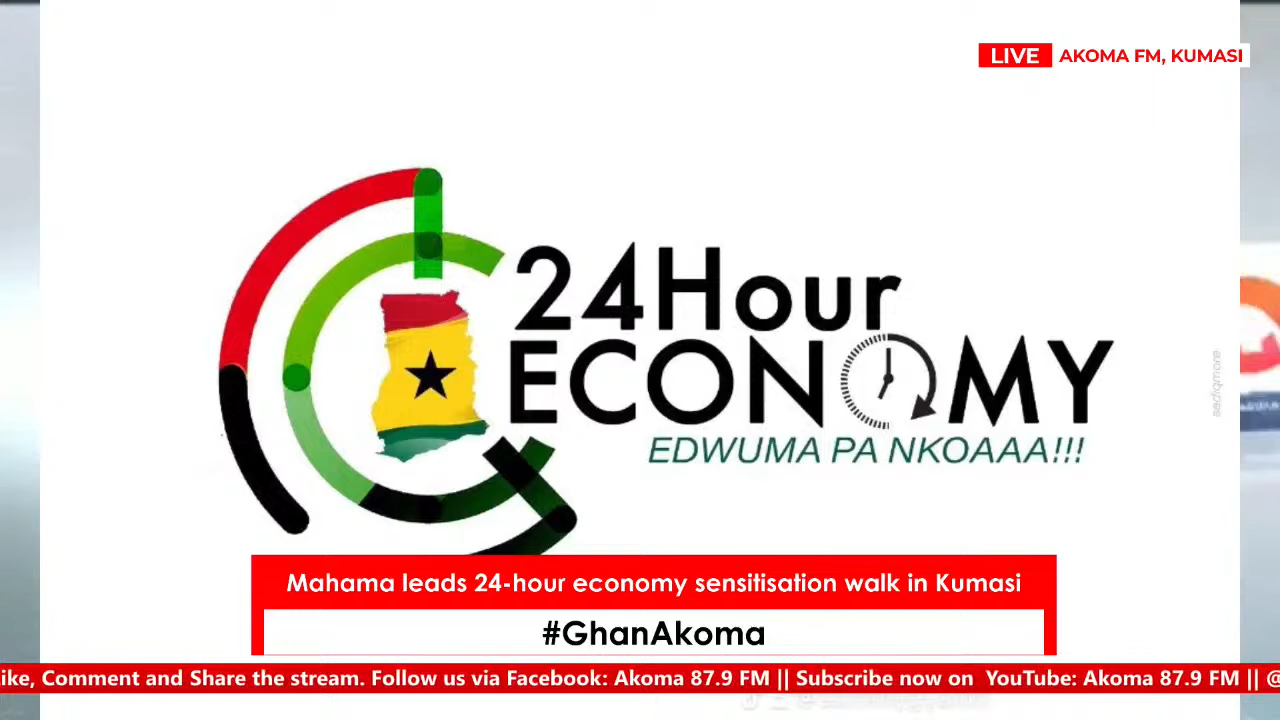 LIVE AKOMA FM, KUMASI
24Hour
ECONOMY
EDWUMA PA NKOAAA!!!
sadiqmore
Mahama leads 24-hour economy sensitisation walk in Kumasi
#GhanAkoma
ike, Comment and Share the stream. Follow us via Facebook: Akoma 87.9 FM || Subscribe now on YouTube: Akoma 87.9 FM || @